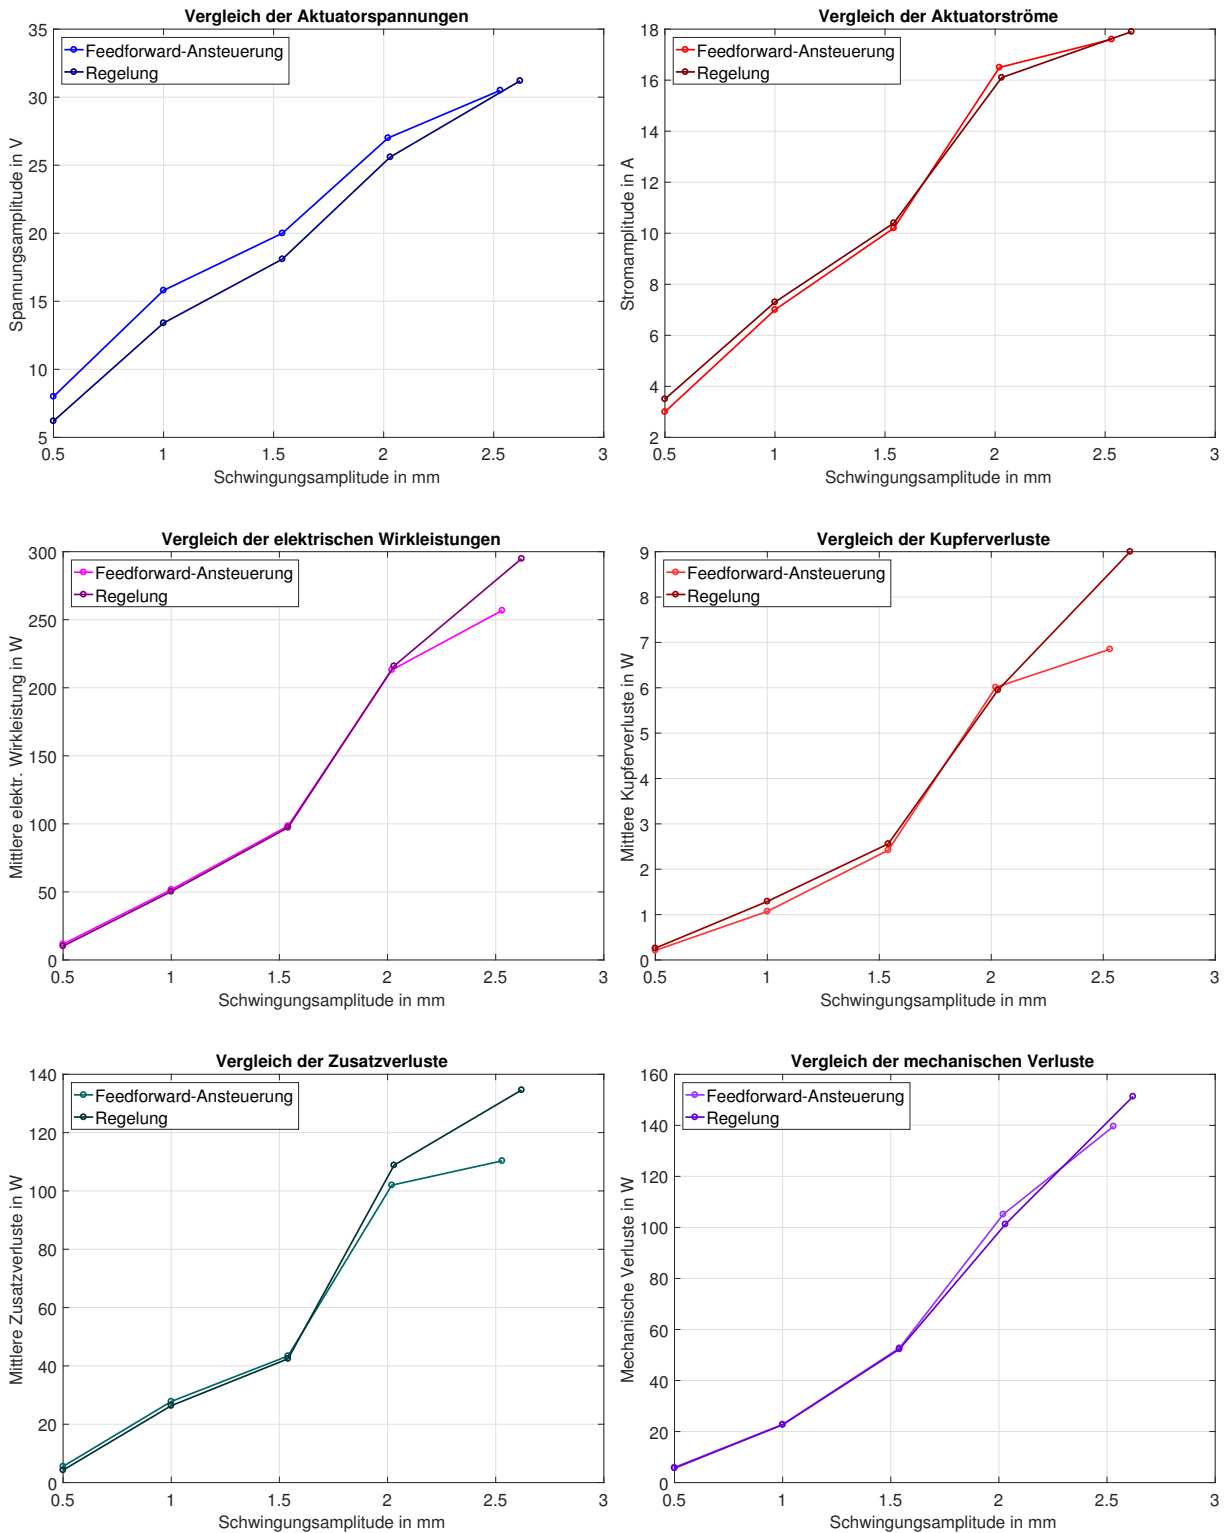 Vergleich der Aktuatorspannungen
Feedforward-Ansteuerung
Regelung
Spannungsamplitude in V
35
30
25
20
15
10
5
0.5 1 1.5 2 2.5 3
Schwingungsamplitude in mm
Vergleich der Aktuatorströme
Feedforward-Ansteuerung
Regelung
Stromamplitude in A
18
16
14
12
10
8
6
4
2
0.5 1 1.5 2 2.5 3
Schwingungsamplitude in mm
Vergleich der elektrischen Wirkleistungen
Feedforward-Ansteuerung
Regelung
Mittlere elektr. Wirkleistung in W
300
250
200
150
100
50
0
0.5 1 1.5 2 2.5 3
Schwingungsamplitude in mm
Vergleich der Kupferverluste
Feedforward-Ansteuerung
Regelung
Mittlere Kupferverluste in W
9
8
7
6
5
4
3
2
1
0
0.5 1 1.5 2 2.5 3
Schwingungsamplitude in mm
Vergleich der Zusatzverluste
Feedforward-Ansteuerung
Regelung
Mittlere Zusatzverluste in W
140
120
100
80
60
40
20
0
0.5 1 1.5 2 2.5 3
Schwingungsamplitude in mm
Vergleich der mechanischen Verluste
Feedforward-Ansteuerung
Regelung
Mechanische Verluste in W
160
140
120
100
80
60
40
20
0
0.5 1 1.5 2 2.5 3
Schwingungsamplitude in mm